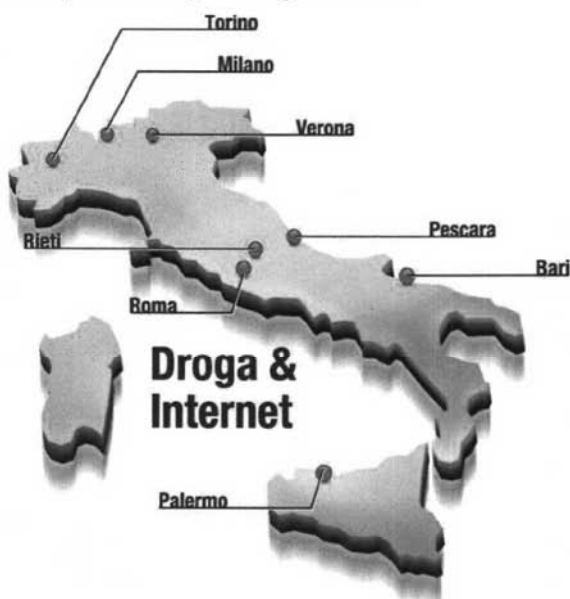 Torino
Milano
Verona
Rieti
Pescara
Bari
Roma
Droga &
Internet
Palermo